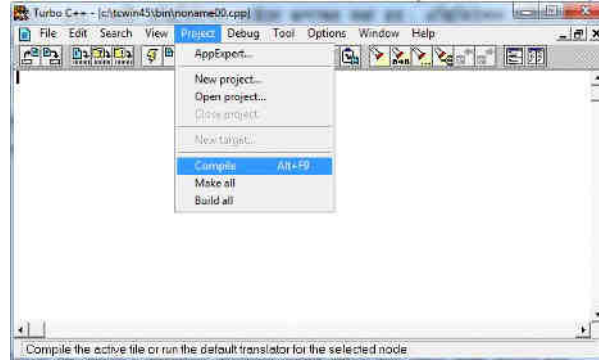 Turbo C++ - [c:\tcwin45\bin\noname00.cpp]
File Edit Search View Project Debug Tool Options Window Help
AppExpert...
New project...
Open project...
Close project
New target...
Compile Alt+F9
Make all
Build all
Compile the active file or run the default translator for the selected node